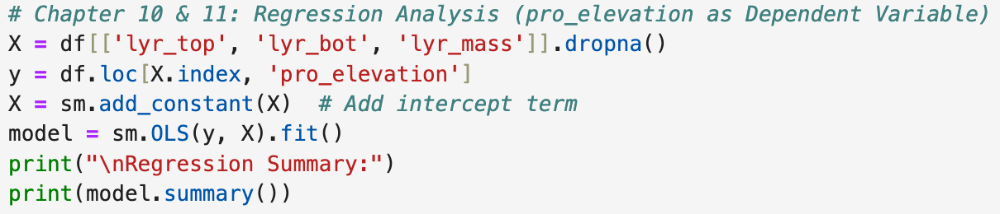 # Chapter 10 & 11: Regression Analysis (pro_elevation as Dependent Variable)
X = df[['lyr_top', 'lyr_bot', 'lyr_mass']].dropna()
y = df.loc[X.index, 'pro_elevation']
X = sm.add_constant(X)  # Add intercept term
model = sm.OLS(y, X).fit()
print("\nRegression Summary:")
print(model.summary())